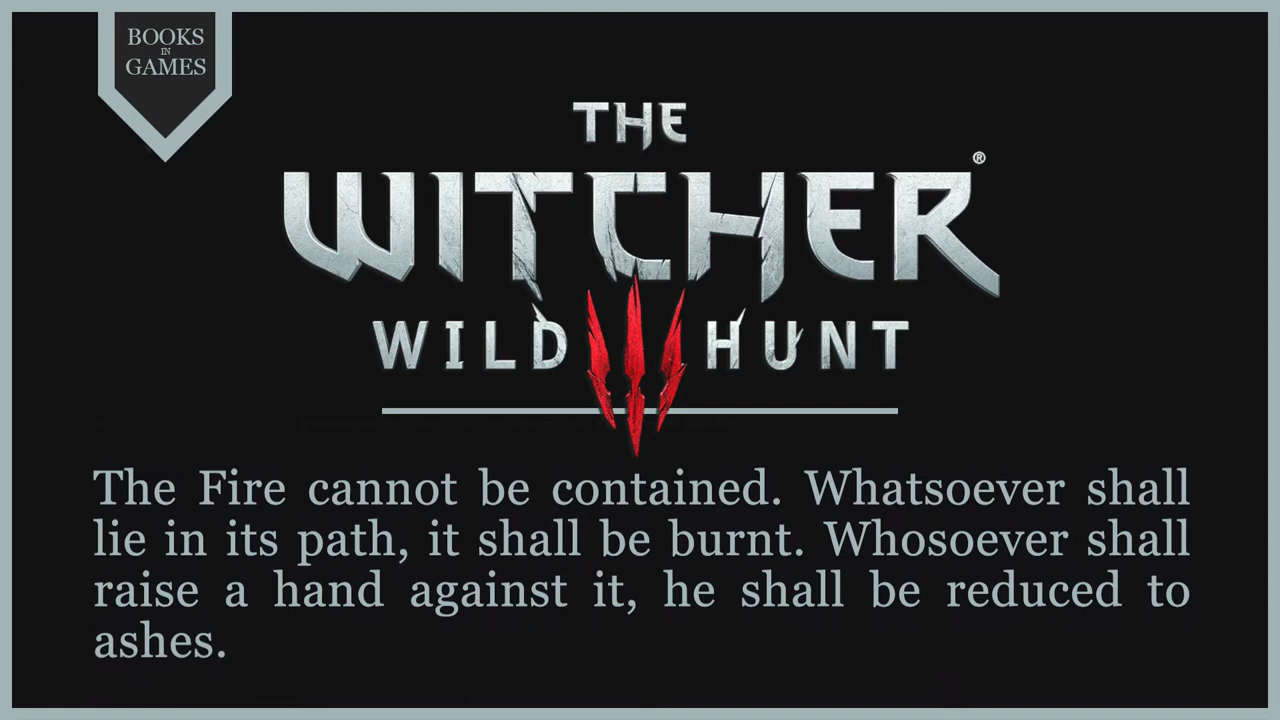 BOOKS
IN
GAMES
THE
WITCHER®
WILD III HUNT
The Fire cannot be contained. Whatsoever shall
lie in its path, it shall be burnt. Whosoever shall
raise a hand against it, he shall be reduced to
ashes.